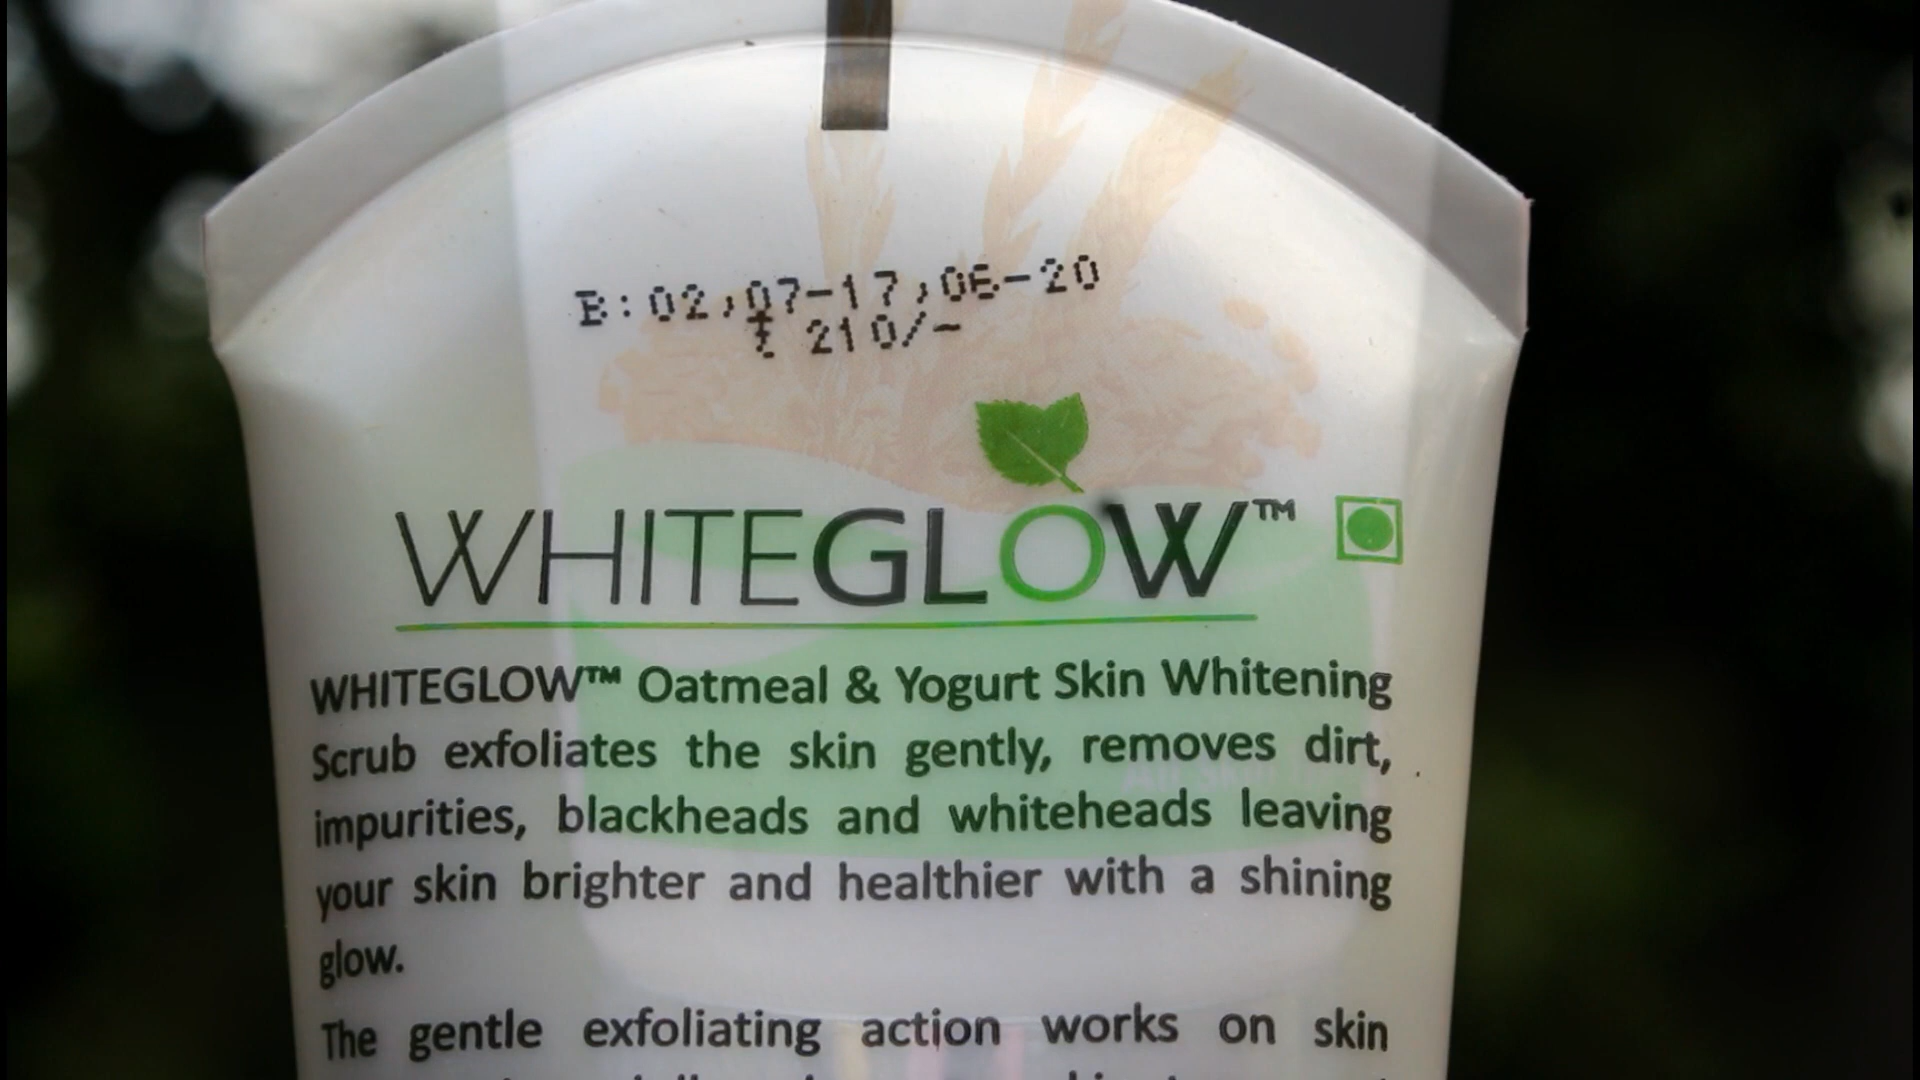 B:02,07-17,06-20
₹ 210/-
WHITEGLOW™
WHITEGLOW™ Oatmeal & Yogurt Skin Whitening
Scrub exfoliates the skin gently, removes dirt,
impurities, blackheads and whiteheads leaving
your skin brighter and healthier with a shining
glow.
The gentle exfoliating action works on skin